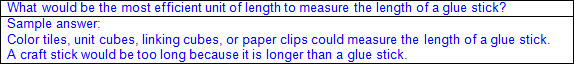 What would be the most efficient unit of length to measure the length of a glue stick?
Sample answer:
Color tiles, unit cubes, linking cubes, or paper clips could measure the length of a glue stick.
A craft stick would be too long because it is longer than a glue stick.